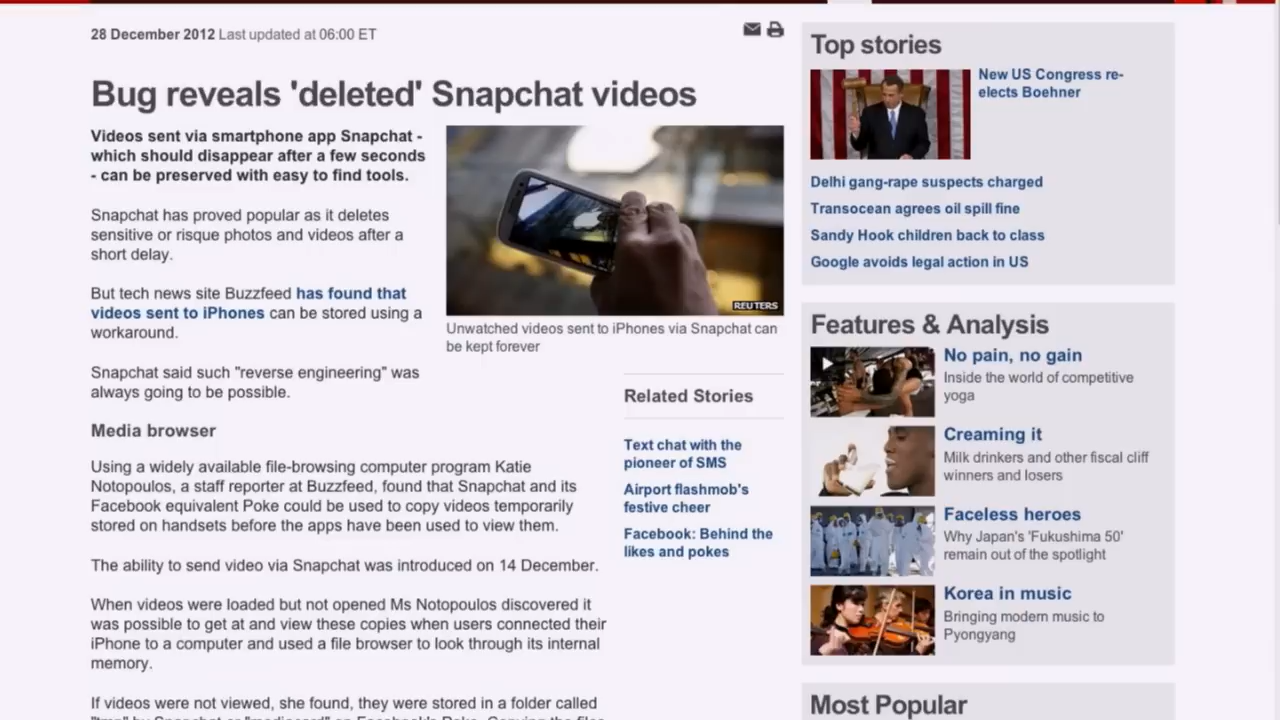 28 December 2012 Last updated at 06:00 ET
Bug reveals 'deleted' Snapchat videos
Videos sent via smartphone app Snapchat -
which should disappear after a few seconds
- can be preserved with easy to find tools.
Snapchat has proved popular as it deletes
sensitive or risque photos and videos after a
short delay.
But tech news site Buzzfeed has found that
videos sent to iPhones can be stored using a
workaround.
Snapchat said such "reverse engineering" was
always going to be possible.
REUTERS
Unwatched videos sent to iPhones via Snapchat can
be kept forever
Media browser
Using a widely available file-browsing computer program Katie
Notopoulos, a staff reporter at Buzzfeed, found that Snapchat and its
Facebook equivalent Poke could be used to copy videos temporarily
stored on handsets before the apps have been used to view them.
The ability to send video via Snapchat was introduced on 14 December.
When videos were loaded but not opened Ms Notopoulos discovered it
was possible to get at and view these copies when users connected their
iPhone to a computer and used a file browser to look through its internal
memory.
If videos were not viewed, she found, they were stored in a folder called
Related Stories
Text chat with the
pioneer of SMS
Airport flashmob's
festive cheer
Facebook: Behind the
likes and pokes
Top stories
New US Congress re-
elects Boehner
Delhi gang-rape suspects charged
Transocean agrees oil spill fine
Sandy Hook children back to class
Google avoids legal action in US
Features & Analysis
No pain, no gain
Inside the world of competitive
yoga
Creaming it
Milk drinkers and other fiscal cliff
winners and losers
Faceless heroes
Why Japan's 'Fukushima 50'
remain out of the spotlight
Korea in music
Bringing modern music to
Pyongyang
Most Popular